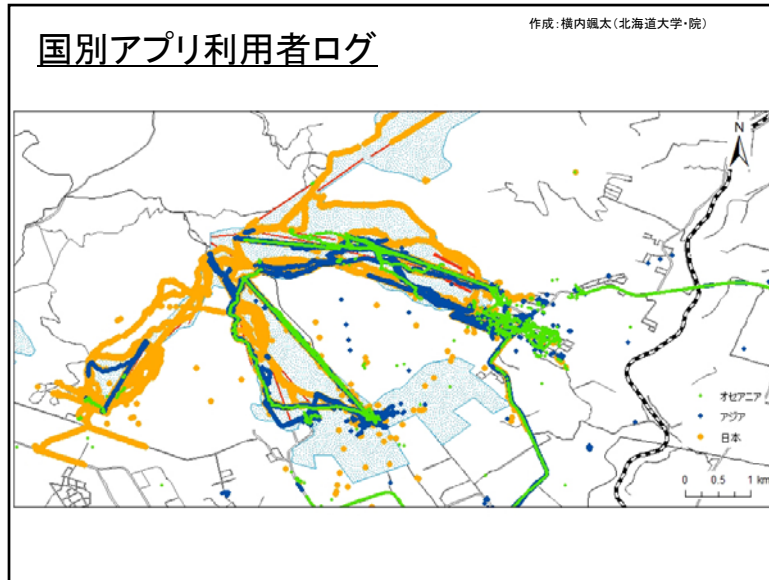 作成:横内颯太(北海道大学・院)
国別アプリ利用者ログ
N
オセアニア
アジア
日本
0 0.5 1 km